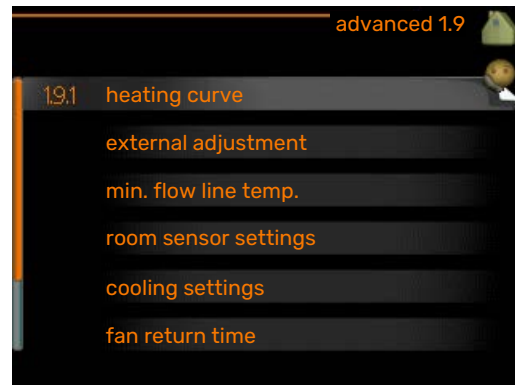 advanced 1.9
1.9.1 heating curve
external adjustment
min. flow line temp.
room sensor settings
cooling settings
fan return time